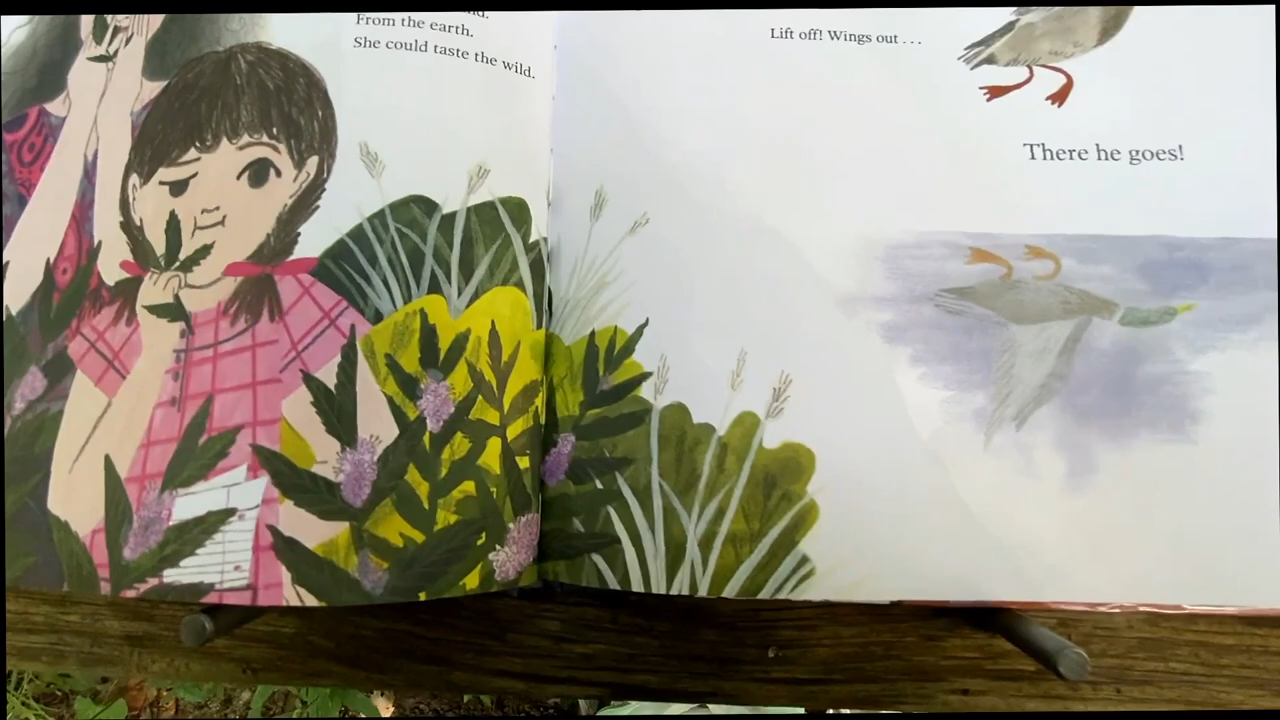 From the earth.
She could taste the wild.
Lift off! Wings out . . .
There he goes!